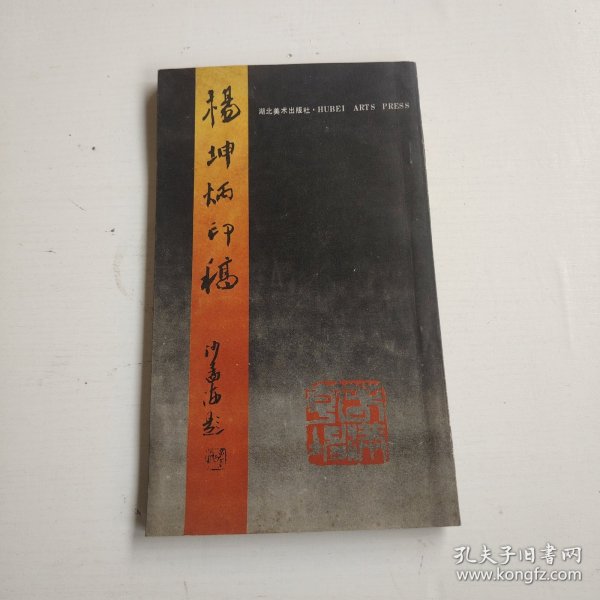 楊坤炳印稿
沙孟海题
湖北美术出版社·HUBEI ARTS PRESS
孔夫子旧书网
www.kongfz.com